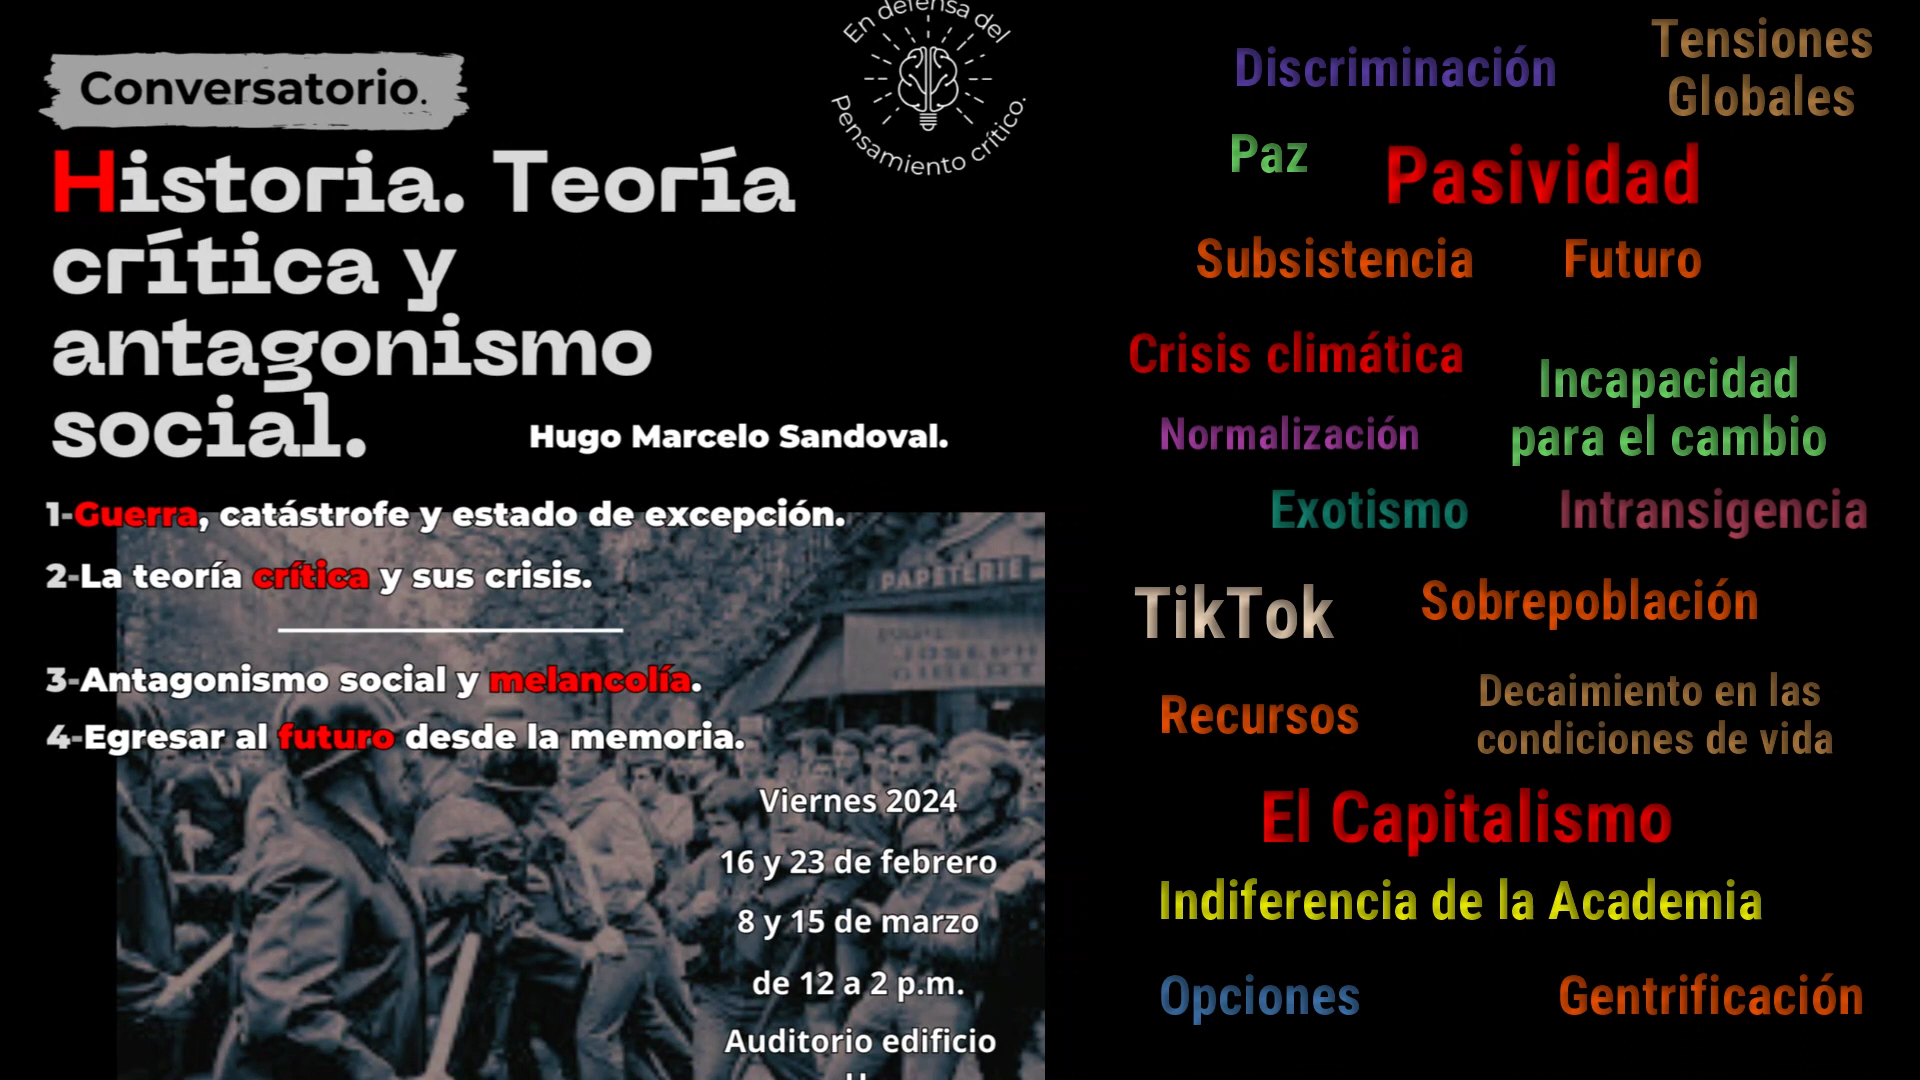 En defensa del
Pensamiento crítico.
Conversatorio.
Historia. Teoría
crítica y
antagonismo
social.
Hugo Marcelo Sandoval.
1-Guerra, catástrofe y estado de excepción.
2-La teoría crítica y sus crisis.
3-Antagonismo social y melancolía.
4-Egresar al futuro desde la memoria.
PAPETERIE
JOSEPH
GIBERT
Viernes 2024
16 y 23 de febrero
8 y 15 de marzo
de 12 a 2 p.m.
Auditorio edificio
Discriminación
Tensiones
Globales
Paz
Pasividad
Subsistencia
Futuro
Crisis climática
Incapacidad
para el cambio
Normalización
Exotismo
Intransigencia
TikTok
Sobrepoblación
Recursos
Decaimiento en las
condiciones de vida
El Capitalismo
Indiferencia de la Academia
Opciones
Gentrificación